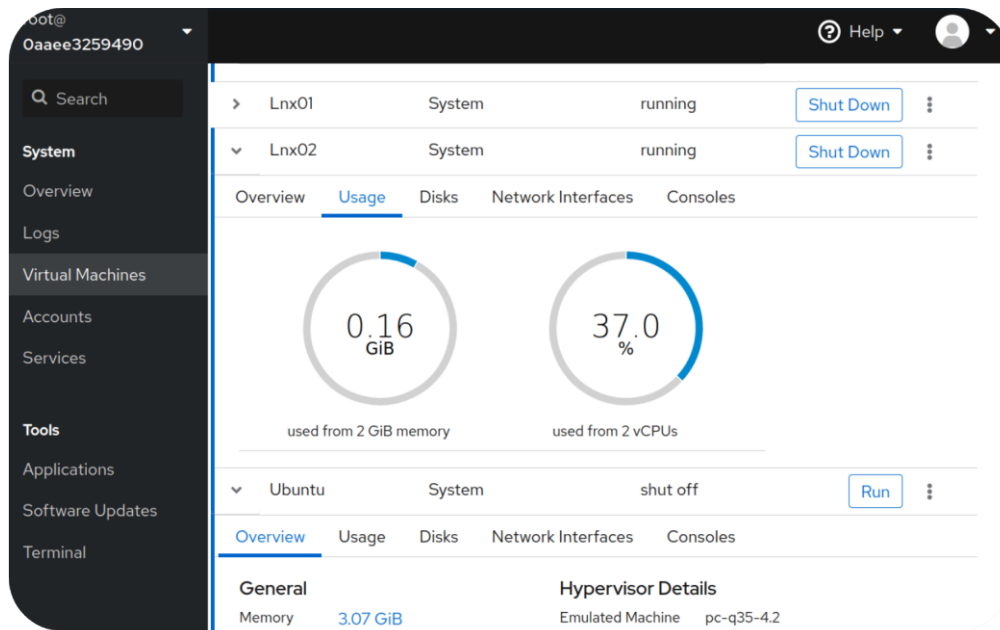 root@
0aaee3259490
Help
Search
System
Overview
Logs
Virtual Machines
Accounts
Services
Tools
Applications
Software Updates
Terminal
Lnx01 System running Shut Down
Lnx02 System running Shut Down
Overview Usage Disks Network Interfaces Consoles
0.16 37.0
GiB %
used from 2 GiB memory used from 2 vCPUs
Ubuntu System shut off Run
Overview Usage Disks Network Interfaces Consoles
General Hypervisor Details
Memory 3.07 GiB Emulated Machine pc-q35-4.2